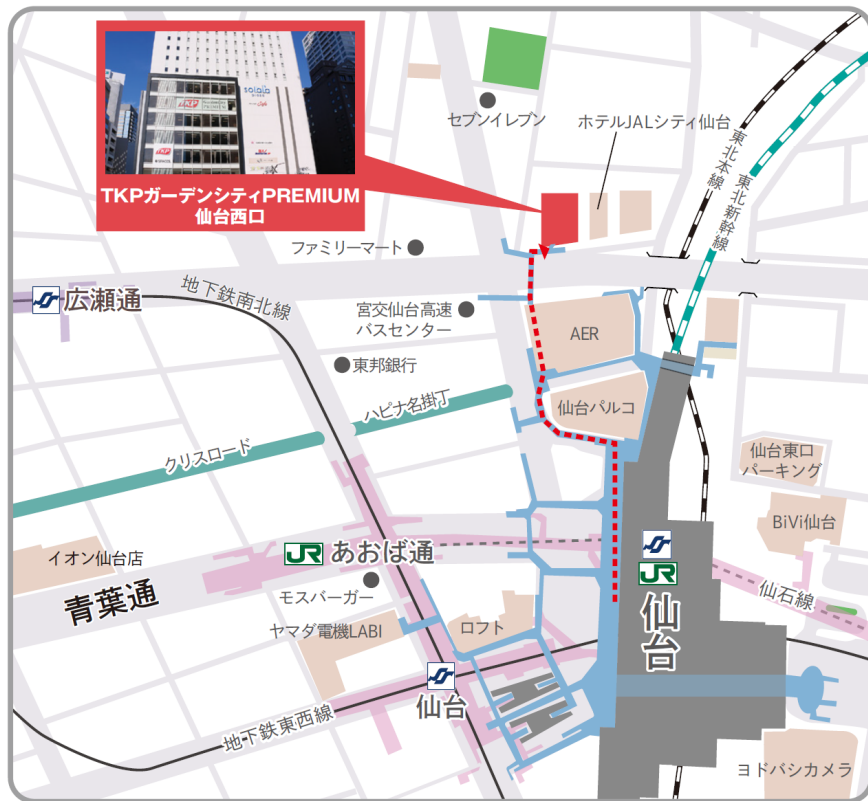 TKP
solala
TKPガーデンシティPREMIUM
仙台西口
セブンイレブン
ホテルJALシティ仙台
東北本線
東北新幹線
ファミリーマート
地下鉄南北線
広瀬通
宮交仙台高速
バスセンター
AER
東邦銀行
ハピナ名掛丁
仙台パルコ
クリスロード
仙台東口
パーキング
BiVi仙台
イオン仙台店
JR
あおば通
JR
仙台
仙石線
青葉通
モスバーガー
ヤマダ電機LABI
ロフト
仙台
地下鉄東西線
ヨドバシカメラ